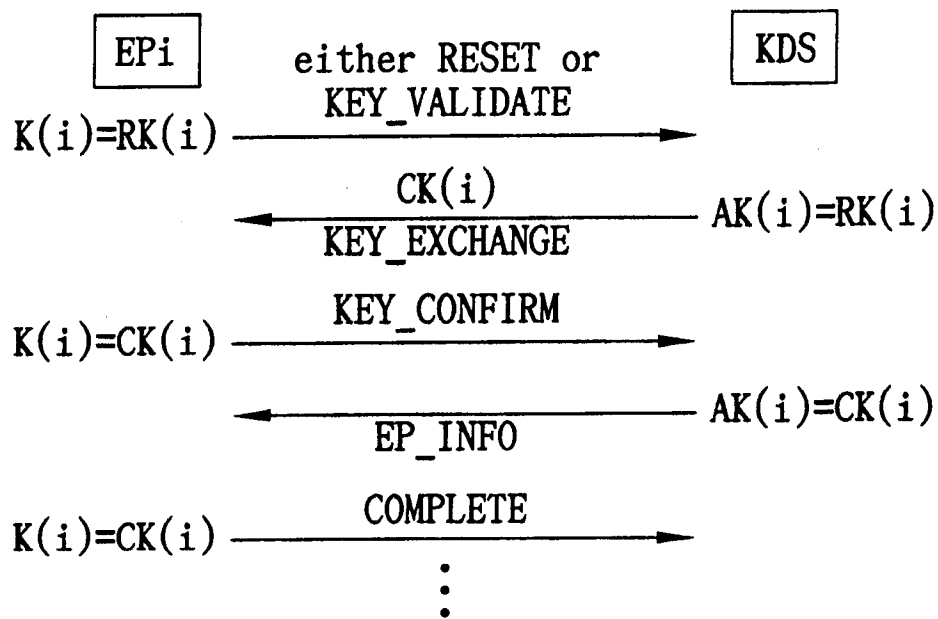 EPi
either RESET or
KDS
KEY_VALIDATE
K(i)=RK(i)
CK(i)
AK(i)=RK(i)
KEY_EXCHANGE
KEY_CONFIRM
K(i)=CK(i)
AK(i)=CK(i)
EP_INFO
COMPLETE
K(i)=CK(i)